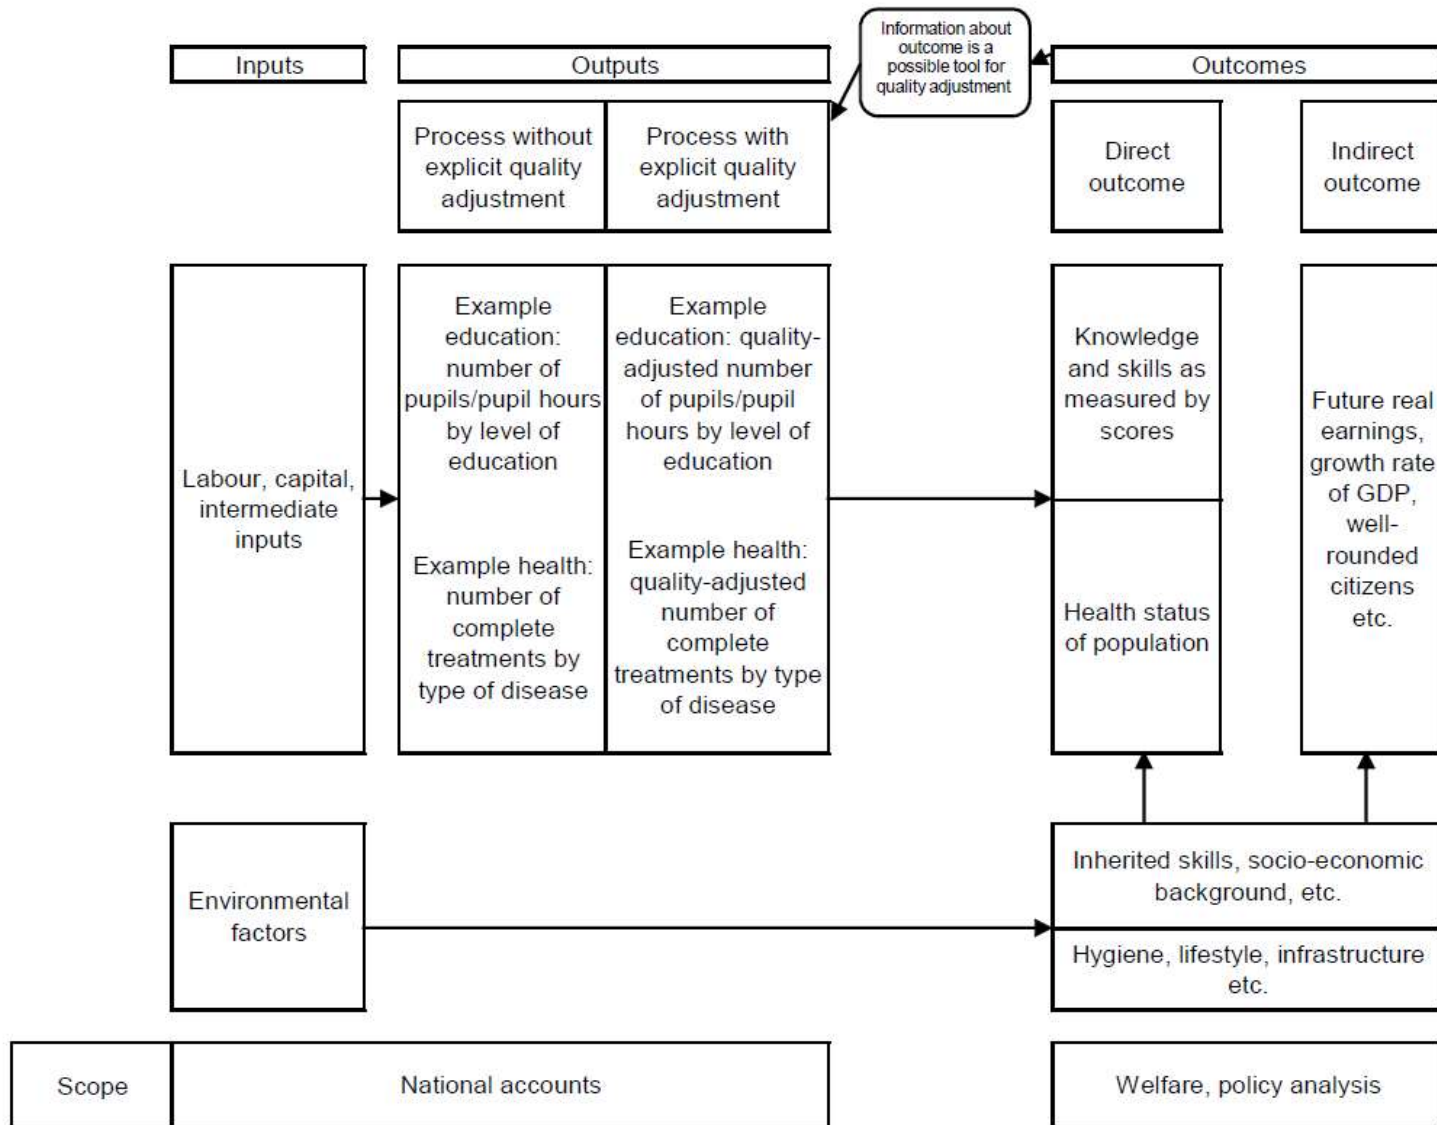 Information about
outcome is a
possible tool for
quality adjustment
Inputs
Outputs
Outcomes
Process without
explicit quality
adjustment
Process with
explicit quality
adjustment
Direct
outcome
Indirect
outcome
Labour, capital,
intermediate
inputs
Example
education:
number of
pupils/pupil hours
by level of
education
Example health:
number of
complete
treatments by
type of disease
Example
education: quality-
adjusted number
of pupils/pupil
hours by level of
education
Example health:
quality-adjusted
number of
complete
treatments by type
of disease
Knowledge
and skills as
measured by
scores
Health status
of population
Future real
earnings,
growth rate
of GDP,
well-
rounded
citizens
etc.
Environmental
factors
Inherited skills, socio-economic
background, etc.
Hygiene, lifestyle, infrastructure
etc.
Scope
National accounts
Welfare, policy analysis